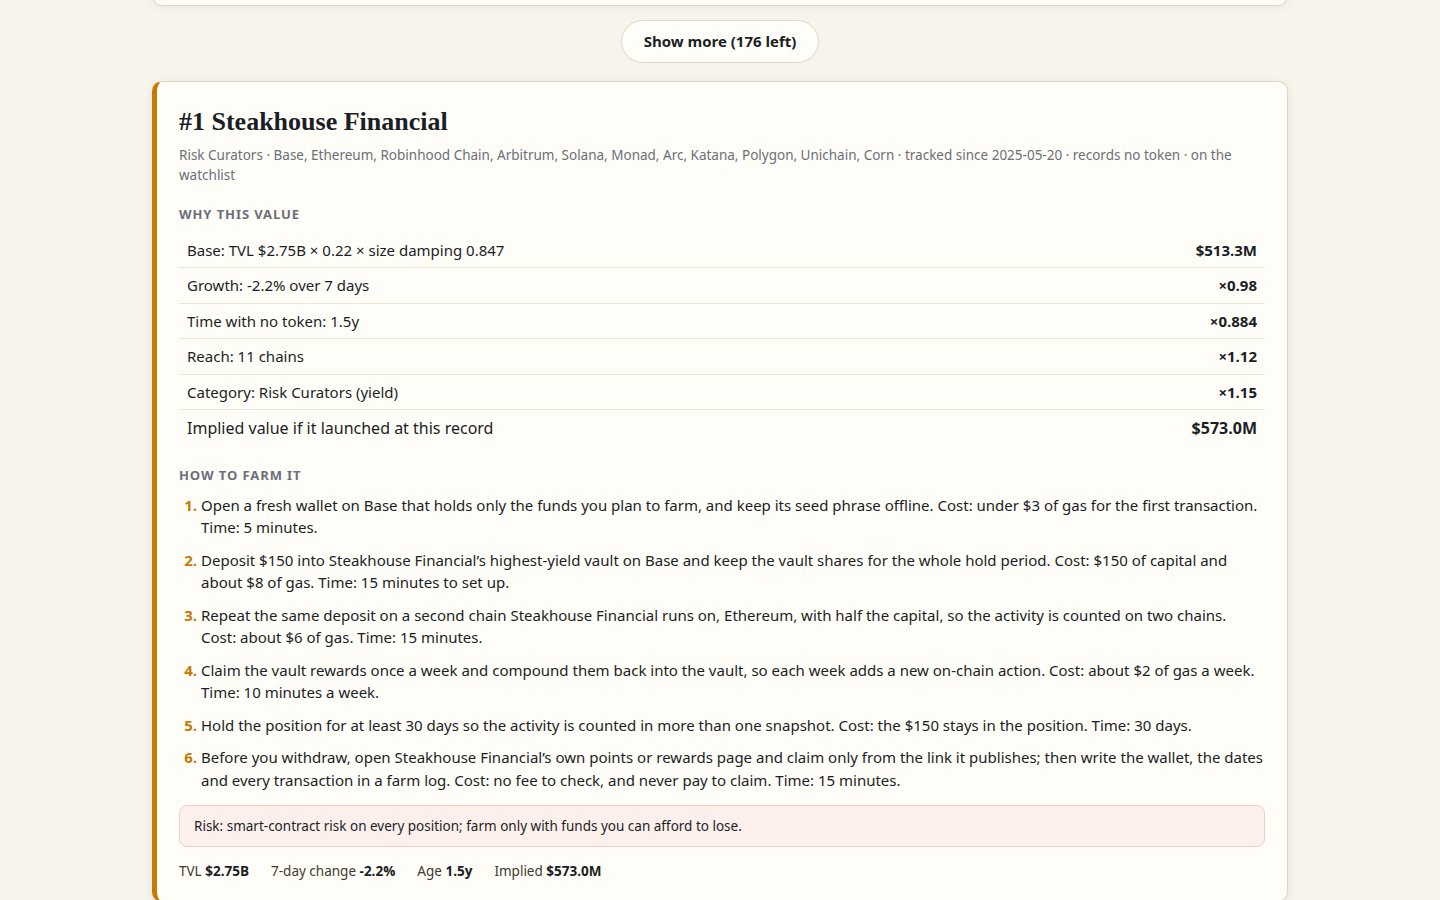 Show more (176 left)
#1 Steakhouse Financial
Risk Curators · Base, Ethereum, Robinhood Chain, Arbitrum, Solana, Monad, Arc, Katana, Polygon, Unichain, Corn · tracked since 2025-05-20 · records no token · on the
watchlist
WHY THIS VALUE
Base: TVL $2.75B × 0.22 × size damping 0.847 $513.3M
Growth: -2.2% over 7 days ×0.98
Time with no token: 1.5y ×0.884
Reach: 11 chains ×1.12
Category: Risk Curators (yield) ×1.15
Implied value if it launched at this record $573.0M
HOW TO FARM IT
1. Open a fresh wallet on Base that holds only the funds you plan to farm, and keep its seed phrase offline. Cost: under $3 of gas for the first transaction.
Time: 5 minutes.
2. Deposit $150 into Steakhouse Financial’s highest-yield vault on Base and keep the vault shares for the whole hold period. Cost: $150 of capital and
about $8 of gas. Time: 15 minutes to set up.
3. Repeat the same deposit on a second chain Steakhouse Financial runs on, Ethereum, with half the capital, so the activity is counted on two chains.
Cost: about $6 of gas. Time: 15 minutes.
4. Claim the vault rewards once a week and compound them back into the vault, so each week adds a new on-chain action. Cost: about $2 of gas a week.
Time: 10 minutes a week.
5. Hold the position for at least 30 days so the activity is counted in more than one snapshot. Cost: the $150 stays in the position. Time: 30 days.
6. Before you withdraw, open Steakhouse Financial’s own points or rewards page and claim only from the link it publishes; then write the wallet, the dates
and every transaction in a farm log. Cost: no fee to check, and never pay to claim. Time: 15 minutes.
Risk: smart-contract risk on every position; farm only with funds you can afford to lose.
TVL $2.75B 7-day change -2.2% Age 1.5y Implied $573.0M